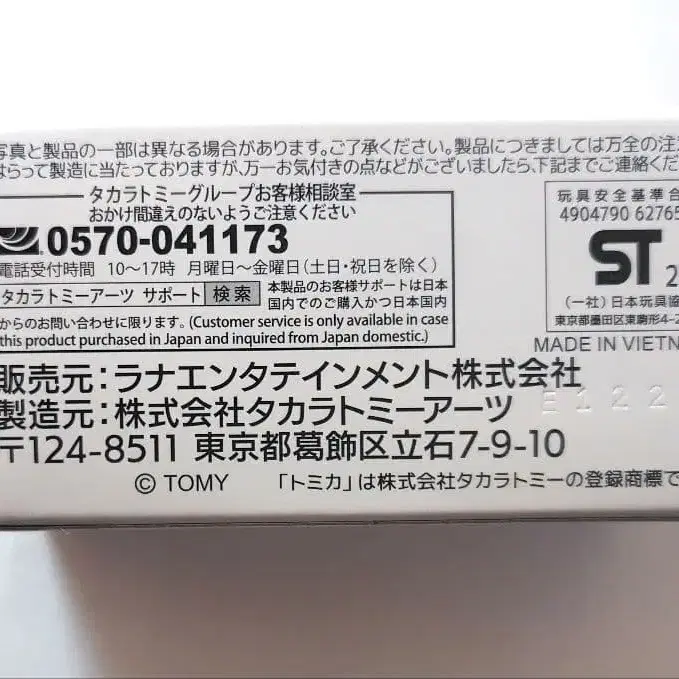 写真と製品の一部は異なる場合があります。ご了承ください。製品につきましては万全の注
はらって製造に当たっておりますが、万一お気付きの点などがございましたら、下記までご連絡くだ
タカラトミーグループお客様相談室
おかけ間違えのないようご注意ください
0570-041173
電話受付時間 10〜17時 月曜日〜金曜日(土日・祝日を除く)
タカラトミーアーツ サポート 検索
本製品のお客様サポートは日本
国内でのご購入かつ日本国内
からのお問い合わせに限ります。(Customer service is only available in case
this product purchased in Japan and inquired from Japan domestic.)
玩具安全基準合
4904790 62765
ST 2
(一社)日本玩具協
東京都墨田区東駒形4-2
MADE IN VIETN
販売元:ラナエンタテインメント株式会社
製造元:株式会社タカラトミーアーツ
E122
〒124-8511 東京都葛飾区立石7-9-10
© TOMY 「トミカ」は株式会社タカラトミーの登録商標で